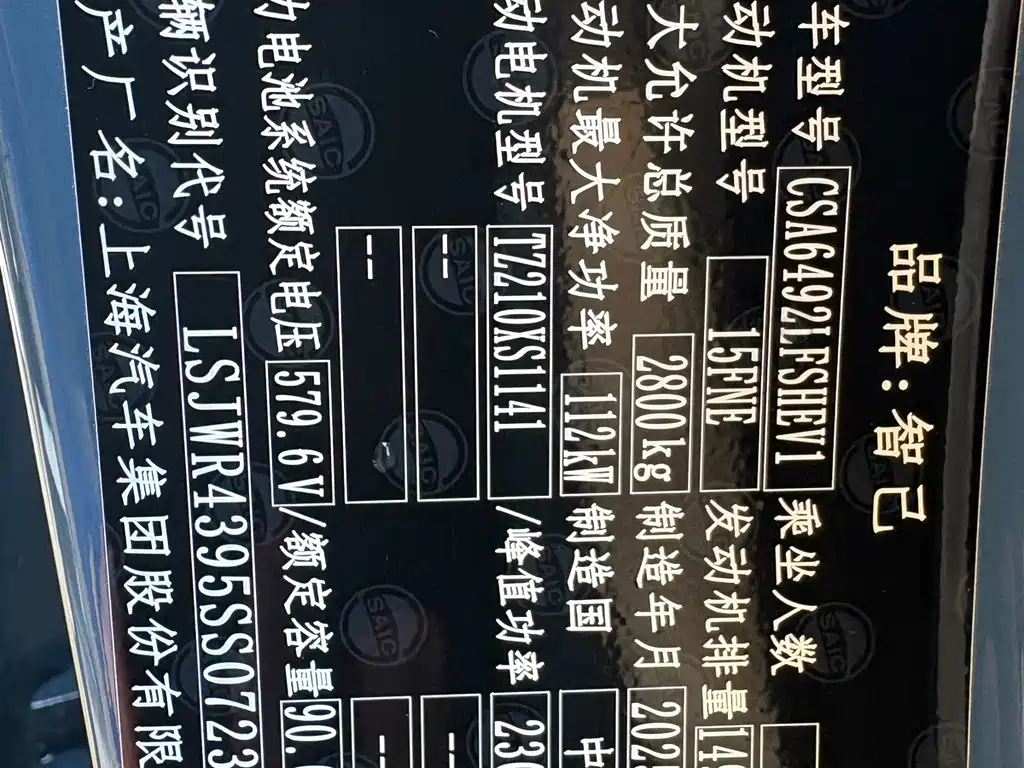 品牌:智己
车型号 CSA6492LFSHEV1 乘坐人数
动机型号 15FNE 发动机排量
大允许总质量 2800kg 制造年月 202
动机最大净功率 112kW 制造国 中
动电机型号 TZ210XS1141 /峰值功率 23
-- --
-- --
力电池系统额定电压 579.6V /额定容量 90.
辆识别代号 LSJWR4395SS0723
产厂名:上海汽车集团股份有限